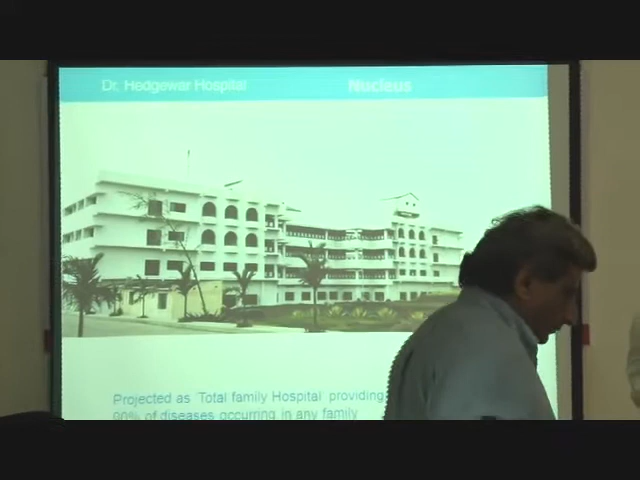 Dr. Hedgewar Hospital
Nucleus
Projected as 'Total family Hospital' providing
90% of diseases occurring in any family